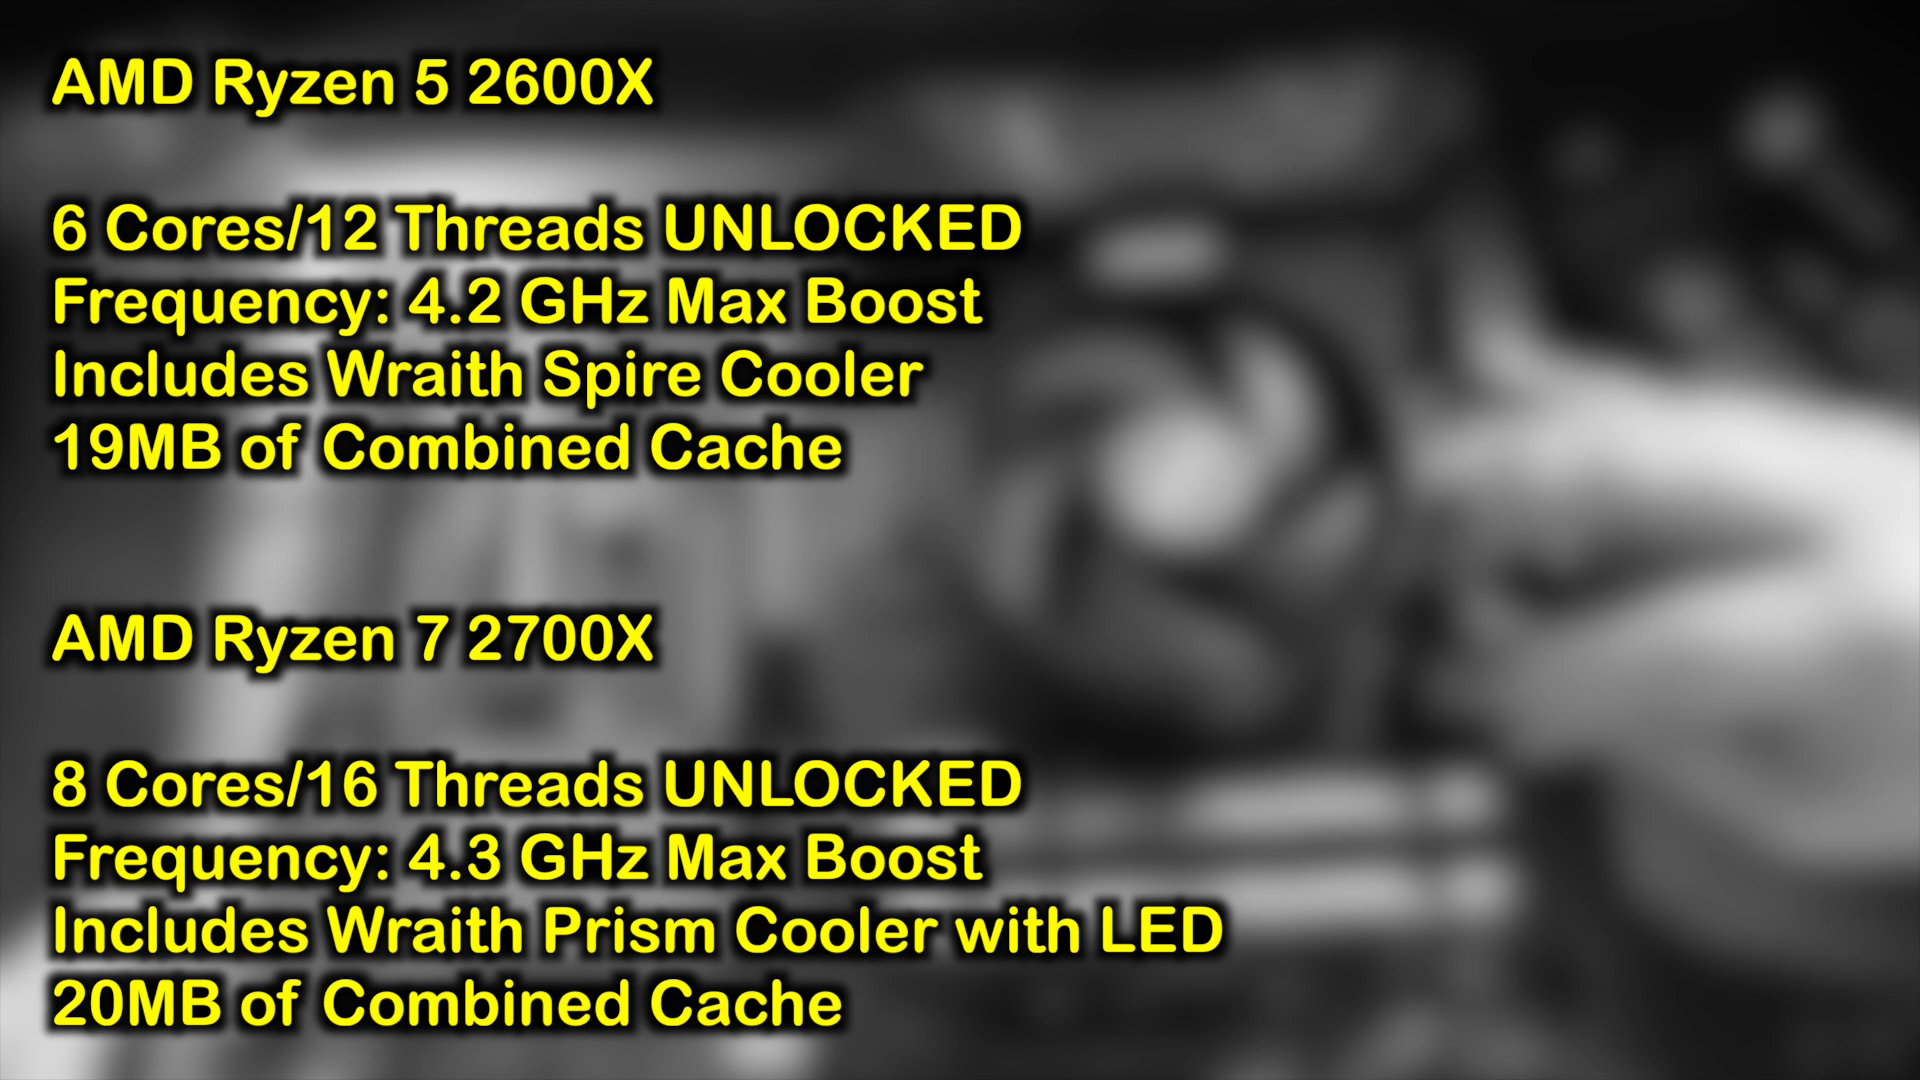 AMD Ryzen 5 2600X
6 Cores/12 Threads UNLOCKED
Frequency: 4.2 GHz Max Boost
Includes Wraith Spire Cooler
19MB of Combined Cache
AMD Ryzen 7 2700X
8 Cores/16 Threads UNLOCKED
Frequency: 4.3 GHz Max Boost
Includes Wraith Prism Cooler with LED
20MB of Combined Cache